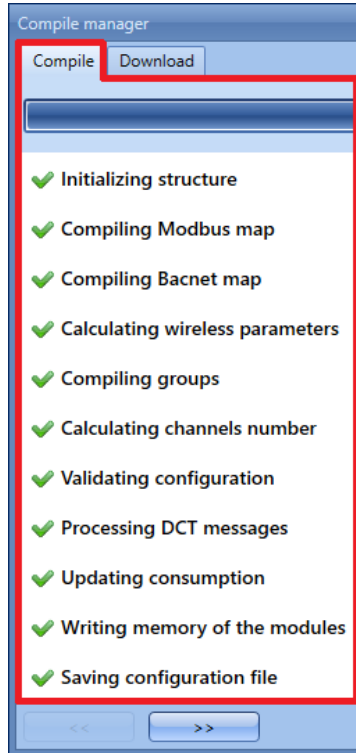 Compile manager
Compile Download
Initializing structure
Compiling Modbus map
Compiling Bacnet map
Calculating wireless parameters
Compiling groups
Calculating channels number
Validating configuration
Processing DCT messages
Updating consumption
Writing memory of the modules
Saving configuration file
<< >>